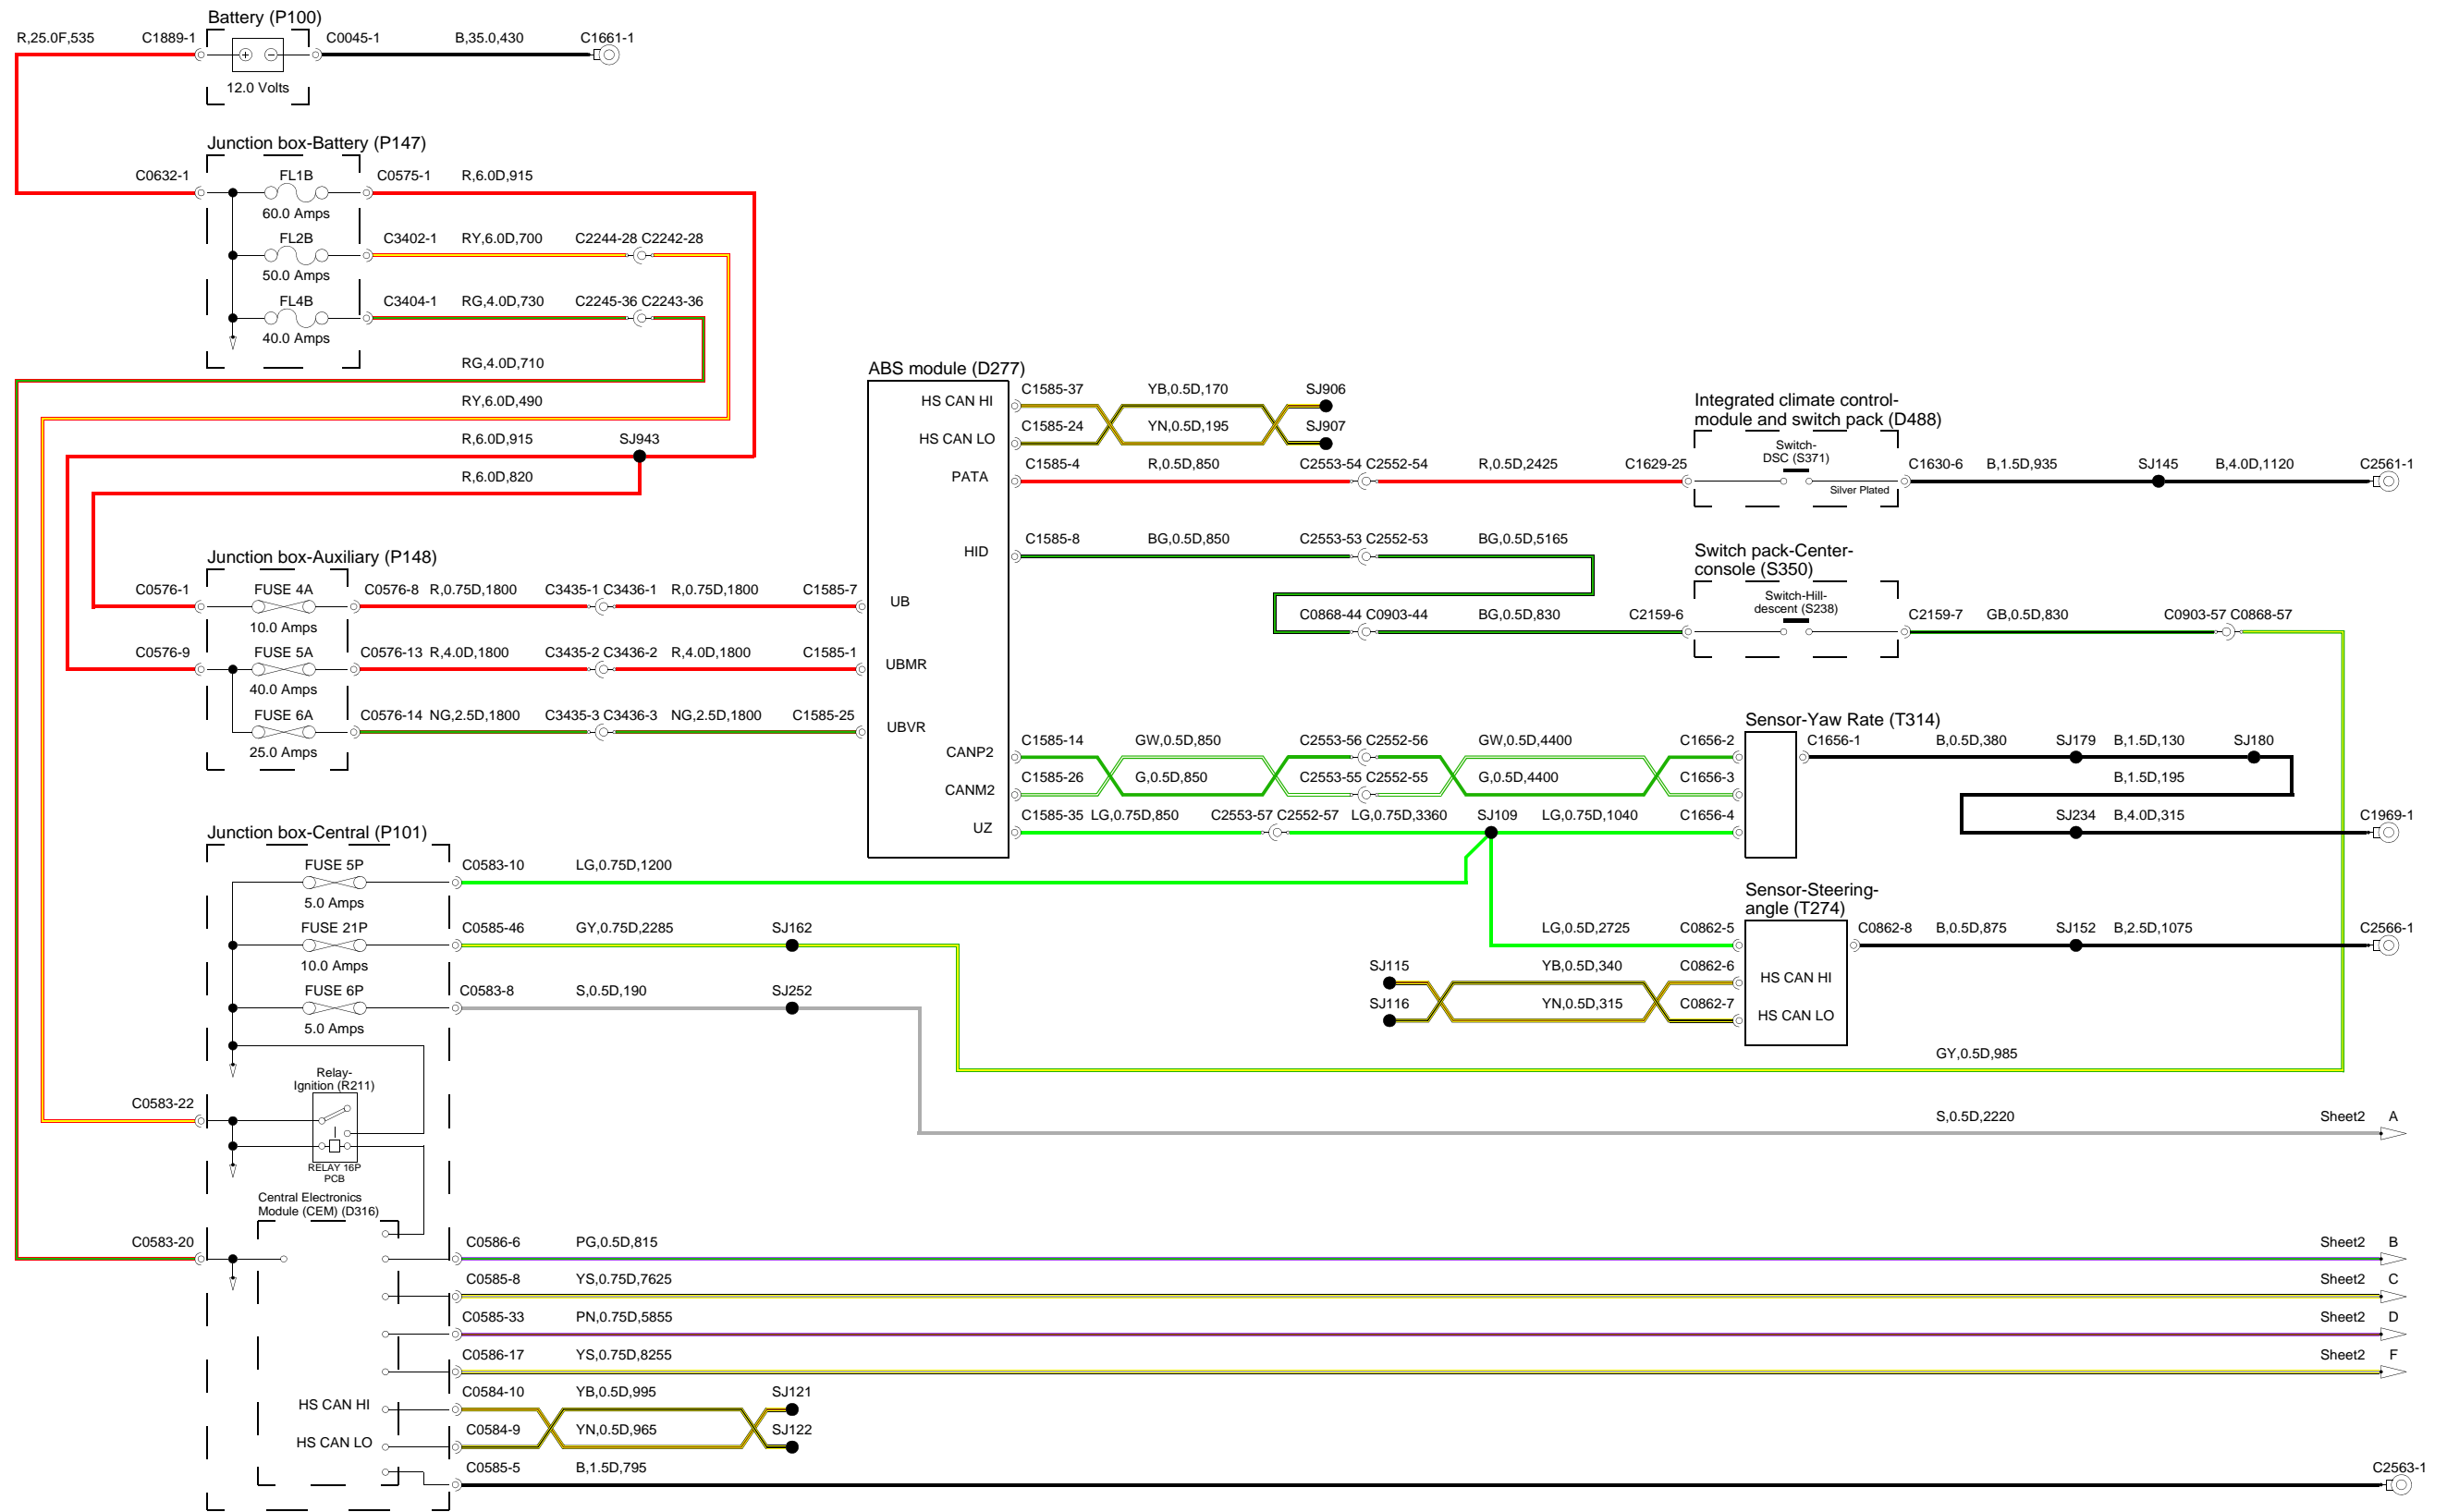 Battery (P100)
R,25.0F,535 C1889-1 C0045-1 B,35.0,430 C1661-1
12.0 Volts
Junction box-Battery (P147)
C0632-1 FL1B C0575-1 R,6.0D,915
60.0 Amps
FL2B C3402-1 RY,6.0D,700 C2244-28 C2242-28
50.0 Amps
FL4B C3404-1 RG,4.0D,730 C2245-36 C2243-36
40.0 Amps
RG,4.0D,710
RY,6.0D,490
R,6.0D,915 SJ943
R,6.0D,820
ABS module (D277)
HS CAN HI C1585-37 YB,0.5D,170 SJ906
HS CAN LO C1585-24 YN,0.5D,195 SJ907
PATA C1585-4 R,0.5D,850 C2553-54 C2552-54 R,0.5D,2425 C1629-25
Integrated climate control-
module and switch pack (D488)
Switch-
DSC (S371)
Silver Plated
C1630-6 B,1.5D,935 SJ145 B,4.0D,1120 C2561-1
HID C1585-8 BG,0.5D,850 C2553-53 C2552-53 BG,0.5D,5165
Switch pack-Center-
console (S350)
Switch-Hill-
descent (S238)
C0868-44 C0903-44 BG,0.5D,830 C2159-6 C2159-7 GB,0.5D,830 C0903-57 C0868-57
Junction box-Auxiliary (P148)
C0576-1 FUSE 4A C0576-8 R,0.75D,1800 C3435-1 C3436-1 R,0.75D,1800 C1585-7 UB
10.0 Amps
C0576-9 FUSE 5A C0576-13 R,4.0D,1800 C3435-2 C3436-2 R,4.0D,1800 C1585-1 UBMR
40.0 Amps
FUSE 6A C0576-14 NG,2.5D,1800 C3435-3 C3436-3 NG,2.5D,1800 C1585-25 UBVR
25.0 Amps
Sensor-Yaw Rate (T314)
CANP2 C1585-14 GW,0.5D,850 C2553-56 C2552-56 GW,0.5D,4400 C1656-2 C1656-1 B,0.5D,380 SJ179 B,1.5D,130 SJ180
CANM2 C1585-26 G,0.5D,850 C2553-55 C2552-55 G,0.5D,4400 C1656-3 B,1.5D,195
UZ C1585-35 LG,0.75D,850 C2553-57 C2552-57 LG,0.75D,3360 SJ109 LG,0.75D,1040 C1656-4 SJ234 B,4.0D,315 C1969-1
Junction box-Central (P101)
FUSE 5P C0583-10 LG,0.75D,1200
5.0 Amps
Sensor-Steering-
angle (T274)
FUSE 21P C0585-46 GY,0.75D,2285 SJ162 LG,0.5D,2725 C0862-5 C0862-8 B,0.5D,875 SJ152 B,2.5D,1075 C2566-1
10.0 Amps
SJ115 YB,0.5D,340 C0862-6 HS CAN HI
FUSE 6P C0583-8 S,0.5D,190 SJ252
5.0 Amps
SJ116 YN,0.5D,315 C0862-7 HS CAN LO
GY,0.5D,985
Relay-
Ignition (R211)
C0583-22 S,0.5D,2220 Sheet2 A
RELAY 16P
PCB
Central Electronics
Module (CEM) (D316)
C0583-20 C0586-6 PG,0.5D,815 Sheet2 B
C0585-8 YS,0.75D,7625 Sheet2 C
C0585-33 PN,0.75D,5855 Sheet2 D
C0586-17 YS,0.75D,8255 Sheet2 F
HS CAN HI C0584-10 YB,0.5D,995 SJ121
HS CAN LO C0584-9 YN,0.5D,965 SJ122
C0585-5 B,1.5D,795 C2563-1